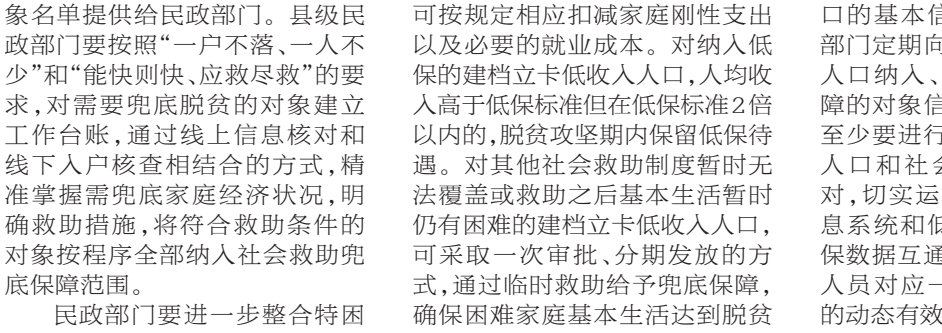 象名单提供给民政部门。县级民
政部门要按照“一户不落、一人不
少”和“能快则快、应救尽救”的要
求,对需要兜底脱贫的对象建立
工作台账,通过线上信息核对和
线下入户核查相结合的方式,精
准掌握需兜底家庭经济状况,明
确救助措施,将符合救助条件的
对象按程序全部纳入社会救助兜
底保障范围。
民政部门要进一步整合特困
可按规定相应扣减家庭刚性支出
以及必要的就业成本。对纳入低
保的建档立卡低收入人口,人均收
入高于低保标准但在低保标准2倍
以内的,脱贫攻坚期内保留低保待
遇。对其他社会救助制度暂时无
法覆盖或救助之后基本生活暂时
仍有困难的建档立卡低收入人口,
可采取一次审批、分期发放的方
式,通过临时救助给予兜底保障,
确保困难家庭基本生活达到脱贫
口的基本信
部门定期向
人口纳入、
障的对象信
至少要进行
人口和社会
对,切实运
息系统和低
保数据互通
人员对应一
的动态有效